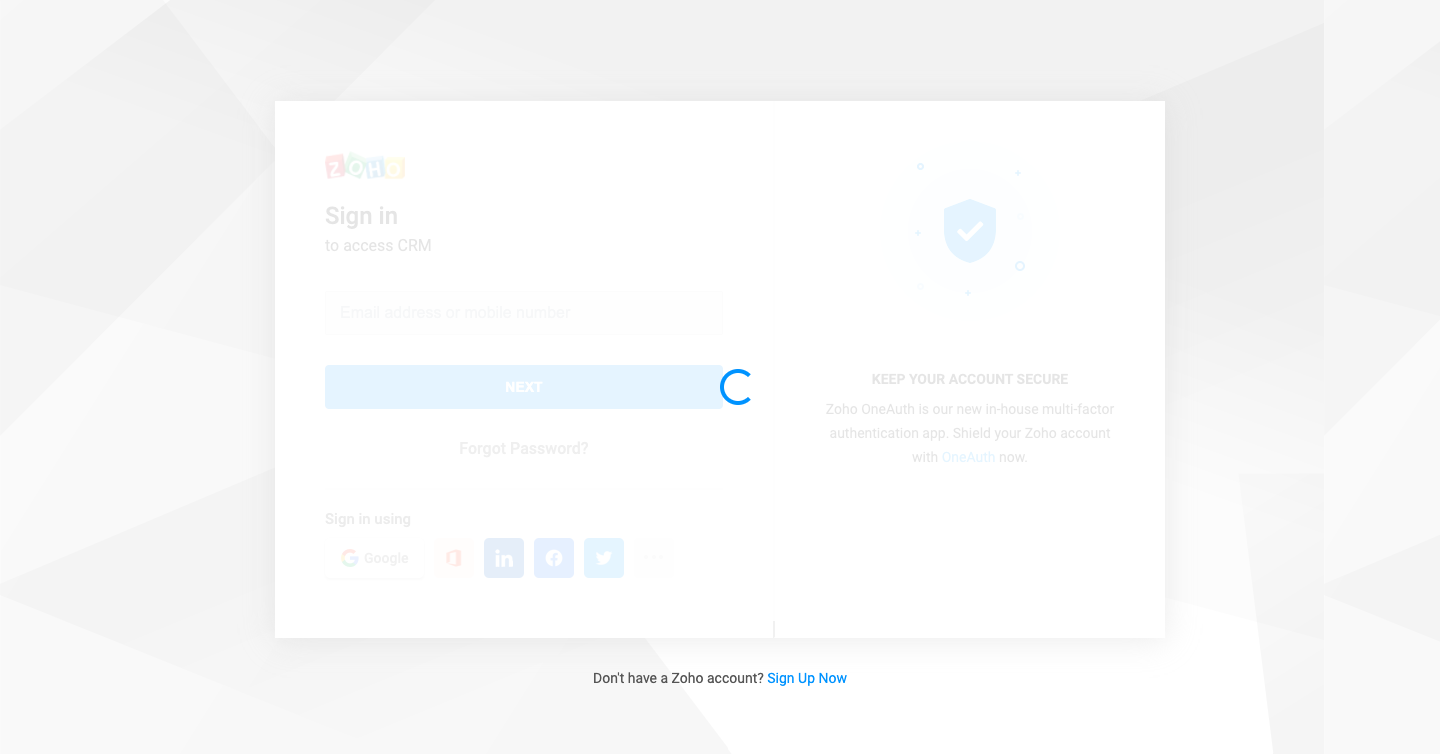 ZOHO
Sign in
to access CRM
Email address or mobile number
NEXT
Forgot Password?
Sign in using
Google
in
KEEP YOUR ACCOUNT SECURE
Zoho OneAuth is our new in-house multi-factor
authentication app. Shield your Zoho account
with OneAuth now.
Don't have a Zoho account? Sign Up Now